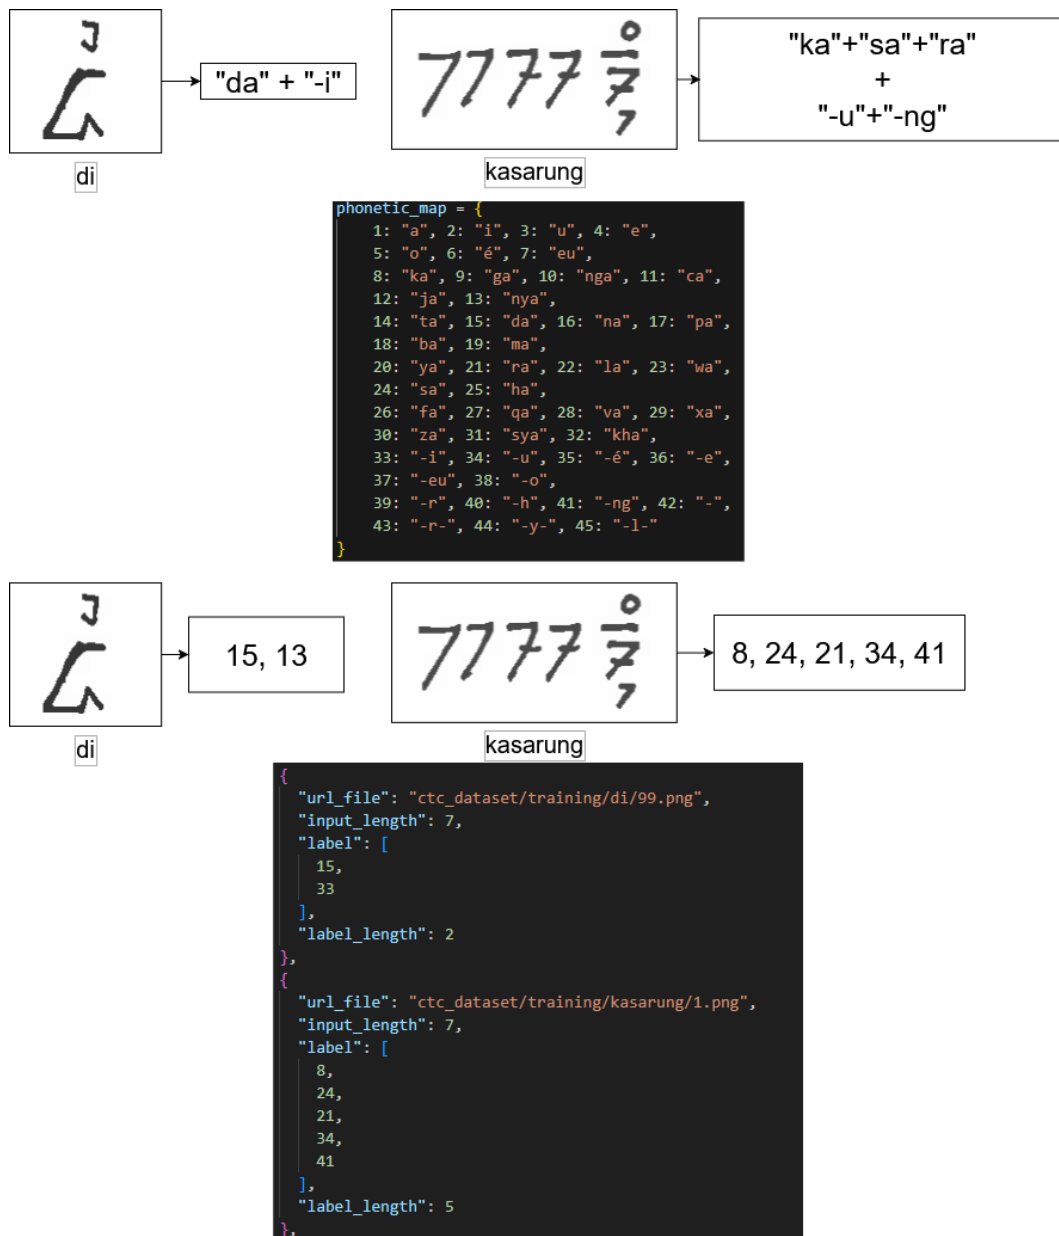 "da" + "-i"
"ka"+"sa"+"ra"
+
"-u"+"-ng"
di
kasarung
phonetic_map = {
1: "a", 2: "i", 3: "u", 4: "e",
5: "o", 6: "é", 7: "eu",
8: "ka", 9: "ga", 10: "nga", 11: "ca",
12: "ja", 13: "nya",
14: "ta", 15: "da", 16: "na", 17: "pa",
18: "ba", 19: "ma",
20: "ya", 21: "ra", 22: "la", 23: "wa",
24: "sa", 25: "ha",
26: "fa", 27: "qa", 28: "va", 29: "xa",
30: "za", 31: "sya", 32: "kha",
33: "-i", 34: "-u", 35: "-é", 36: "-e",
37: "-eu", 38: "-o",
39: "-r", 40: "-h", 41: "-ng", 42: "-",
43: "-r-", 44: "-y-", 45: "-l-"
}
15, 13
8, 24, 21, 34, 41
di
kasarung
{
"url_file": "ctc_dataset/training/di/99.png",
"input_length": 7,
"label": [
15,
33
],
"label_length": 2
},
{
"url_file": "ctc_dataset/training/kasarung/1.png",
"input_length": 7,
"label": [
8,
24,
21,
34,
41
],
"label_length": 5
},